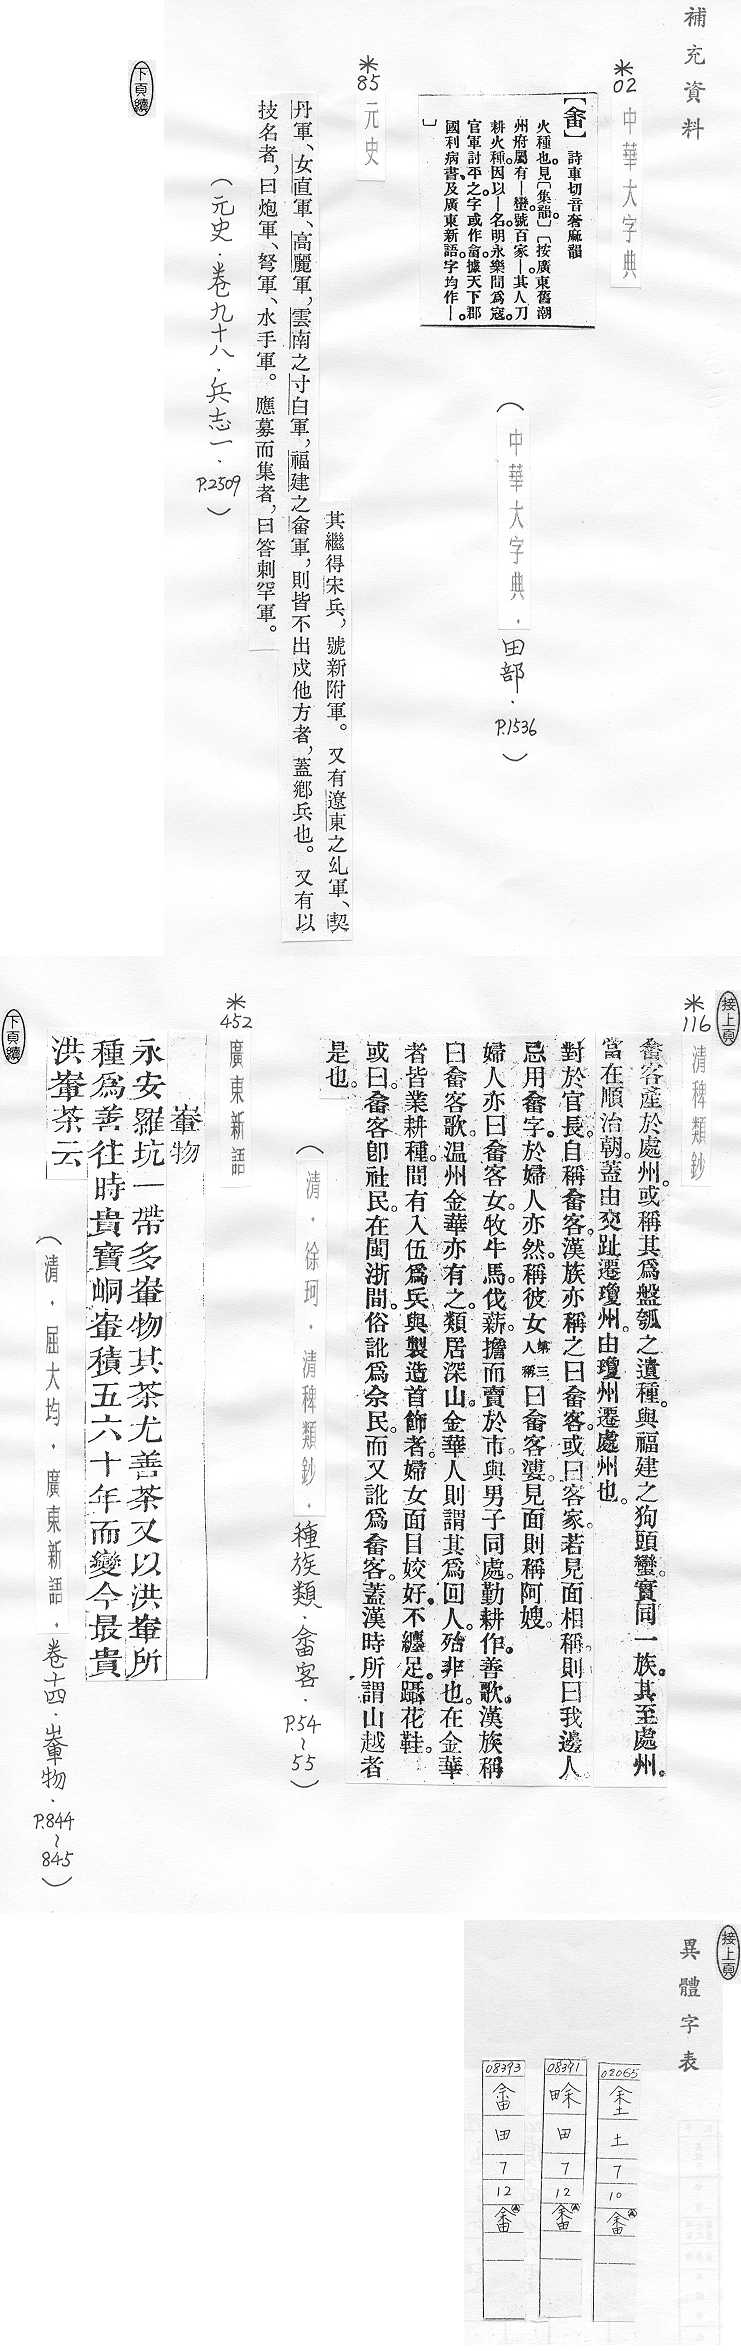 補充資料
*02 中華大字典
【畬】詩車切音奢麻韻
火種也。見〔集韻〕〔按廣東舊潮
州府屬有—蠻號百家—其人刀
耕火種因以—名明永樂間爲寇。
官軍討平之字或作畲據天下郡
國利病書及廣東新語字均作—。
〕
（中華大字典．田部．P.1536）
*85 元史
其繼得宋兵，號新附軍。又有遼東之乣軍、契
丹軍、女直軍、高麗軍，雲南之寸白軍，福建之畬軍，則皆不出戍他方者，蓋鄉兵也。又有以
技名者，曰炮軍、弩軍、水手軍。應募而集者，曰答剌罕軍。
（元史．卷九十八．兵志一．P.2509）
下頁續
接上頁
*116 清稗類鈔
畬客產於處州。或稱其爲盤瓠之遺種。與福建之狗頭蠻。實同一族。其至處州。
當在順治朝。蓋由交趾遷瓊州。由瓊州遷處州也。
對於官長。自稱畬客。漢族亦稱之曰畬客。或曰客家。若見面相稱。則曰我邊人。
忌用畬字。於婦人亦然。稱彼女第三人稱曰畬客婆。見面則稱阿嫂。
婦人亦曰畬客女。牧牛馬。伐薪擔而賣於市。與男子同處。勤耕作。善歌。漢族稱
曰畬客歌。温州金華亦有之。類居深山。金華人則謂其爲回人。殆非也。在金華
者皆業耕種。間有入伍爲兵與製造首飾者。婦女面目姣好。不纏足。躡花鞋。
或曰畬客卽社民。在閩浙間。俗訛爲佘民。而又訛爲畬客。蓋漢時所謂山越者
是也。
（清．徐珂．清稗類鈔．種族類．畬客．P.54~55）
*452 廣東新語
輋物
永安羅坑一帶多輋物其茶尤善茶又以洪輋所
種爲善往時貴寶峒輋積五六十年而變今最貴
洪輋茶云
（清．屈大均．廣東新語．卷十四．輋物．P.844~845）
下頁續
接上頁
異體字表
02065 𡌫 土 7 10 畬
08391 䣄 田 7 12 畬
08393 畬 田 7 12 畬